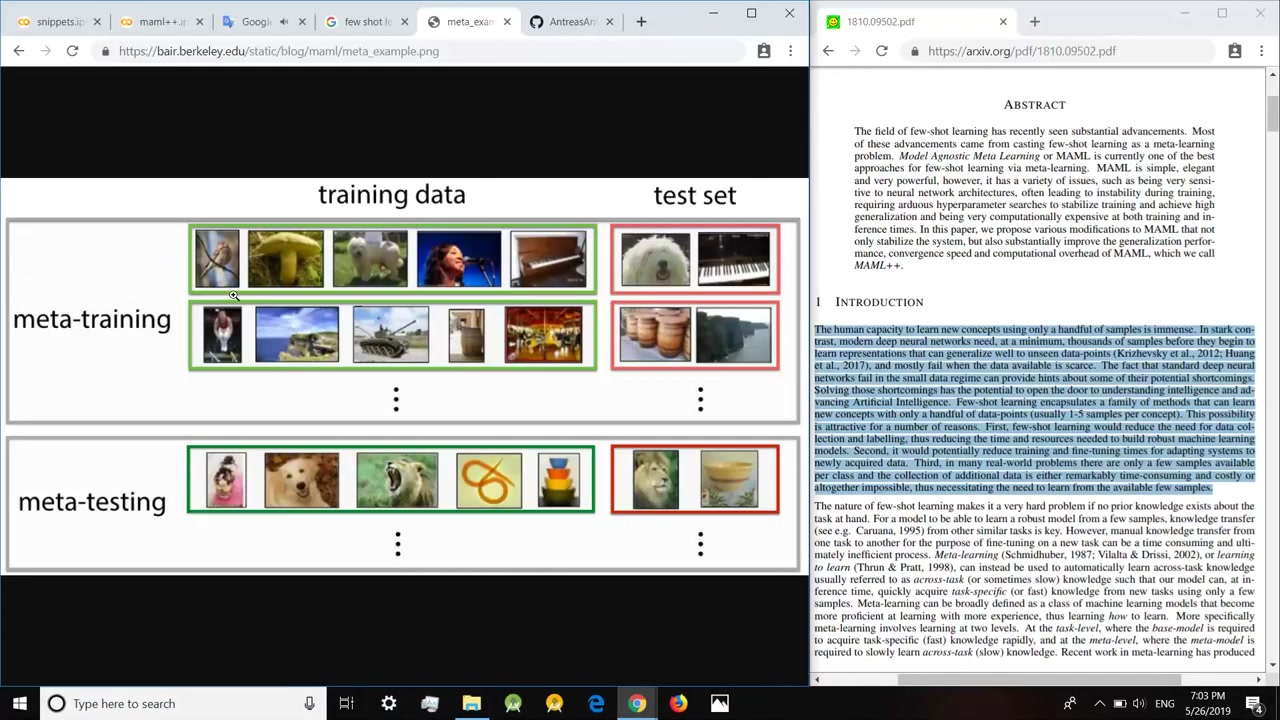 snippets.ip
maml++.ip
Google
few shot le
meta_exam
AntreasAn
1810.09502.pdf
https://bair.berkeley.edu/static/blog/maml/meta_example.png
https://arxiv.org/pdf/1810.09502.pdf
training data
test set
meta-training
meta-testing
ABSTRACT
The field of few-shot learning has recently seen substantial advancements. Most
of these advancements came from casting few-shot learning as a meta-learning
problem. Model Agnostic Meta Learning or MAML is currently one of the best
approaches for few-shot learning via meta-learning. MAML is simple, elegant
and very powerful, however, it has a variety of issues, such as being very sensi-
tive to neural network architectures, often leading to instability during training,
requiring arduous hyperparameter searches to stabilize training and achieve high
generalization and being very computationally expensive at both training and in-
ference times. In this paper, we propose various modifications to MAML that not
only stabilize the system, but also substantially improve the generalization perfor-
mance, convergence speed and computational overhead of MAML, which we call
MAML++.
1 INTRODUCTION
The human capacity to learn new concepts using only a handful of samples is immense. In stark con-
trast, modern deep neural networks need, at a minimum, thousands of samples before they begin to
learn representations that can generalize well to unseen data-points (Krizhevsky et al., 2012; Huang
et al., 2017), and mostly fail when the data available is scarce. The fact that standard deep neural
networks fail in the small data regime can provide hints about some of their potential shortcomings.
Solving those shortcomings has the potential to open the door to understanding intelligence and ad-
vancing Artificial Intelligence. Few-shot learning encapsulates a family of methods that can learn
new concepts with only a handful of data-points (usually 1-5 samples per concept). This possibility
is attractive for a number of reasons. First, few-shot learning would reduce the need for data col-
lection and labelling, thus reducing the time and resources needed to build robust machine learning
models. Second, it would potentially reduce training and fine-tuning times for adapting systems to
newly acquired data. Third, in many real-world problems there are only a few samples available
per class and the collection of additional data is either remarkably time-consuming and costly or
altogether impossible, thus necessitating the need to learn from the available few samples.
The nature of few-shot learning makes it a very hard problem if no prior knowledge exists about the
task at hand. For a model to be able to learn a robust model from a few samples, knowledge transfer
(see e.g. Caruana, 1995) from other similar tasks is key. However, manual knowledge transfer from
one task to another for the purpose of fine-tuning on a new task can be a time consuming and ulti-
mately inefficient process. Meta-learning (Schmidhuber, 1987; Vilalta & Drissi, 2002), or learning
to learn (Thrun & Pratt, 1998), can instead be used to automatically learn across-task knowledge
usually referred to as across-task (or sometimes slow) knowledge such that our model can, at in-
ference time, quickly acquire task-specific (or fast) knowledge from new tasks using only a few
samples. Meta-learning can be broadly defined as a class of machine learning models that become
more proficient at learning with more experience, thus learning how to learn. More specifically
meta-learning involves learning at two levels. At the task-level, where the base-model is required
to acquire task-specific (fast) knowledge rapidly, and at the meta-level, where the meta-model is
required to slowly learn across-task (slow) knowledge. Recent work in meta-learning has produced
Type here to search
ENG
7:03 PM
5/26/2019
4